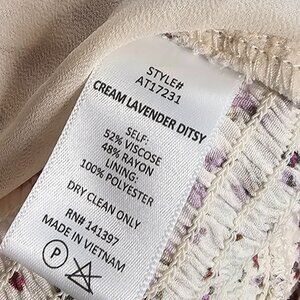 STYLE#
AT17231
CREAM LAVENDER DITSY
SELF:
52% VISCOSE
48% RAYON
LINING:
100% POLYESTER
DRY CLEAN ONLY
RN# 141397
MADE IN VIETNAM
P